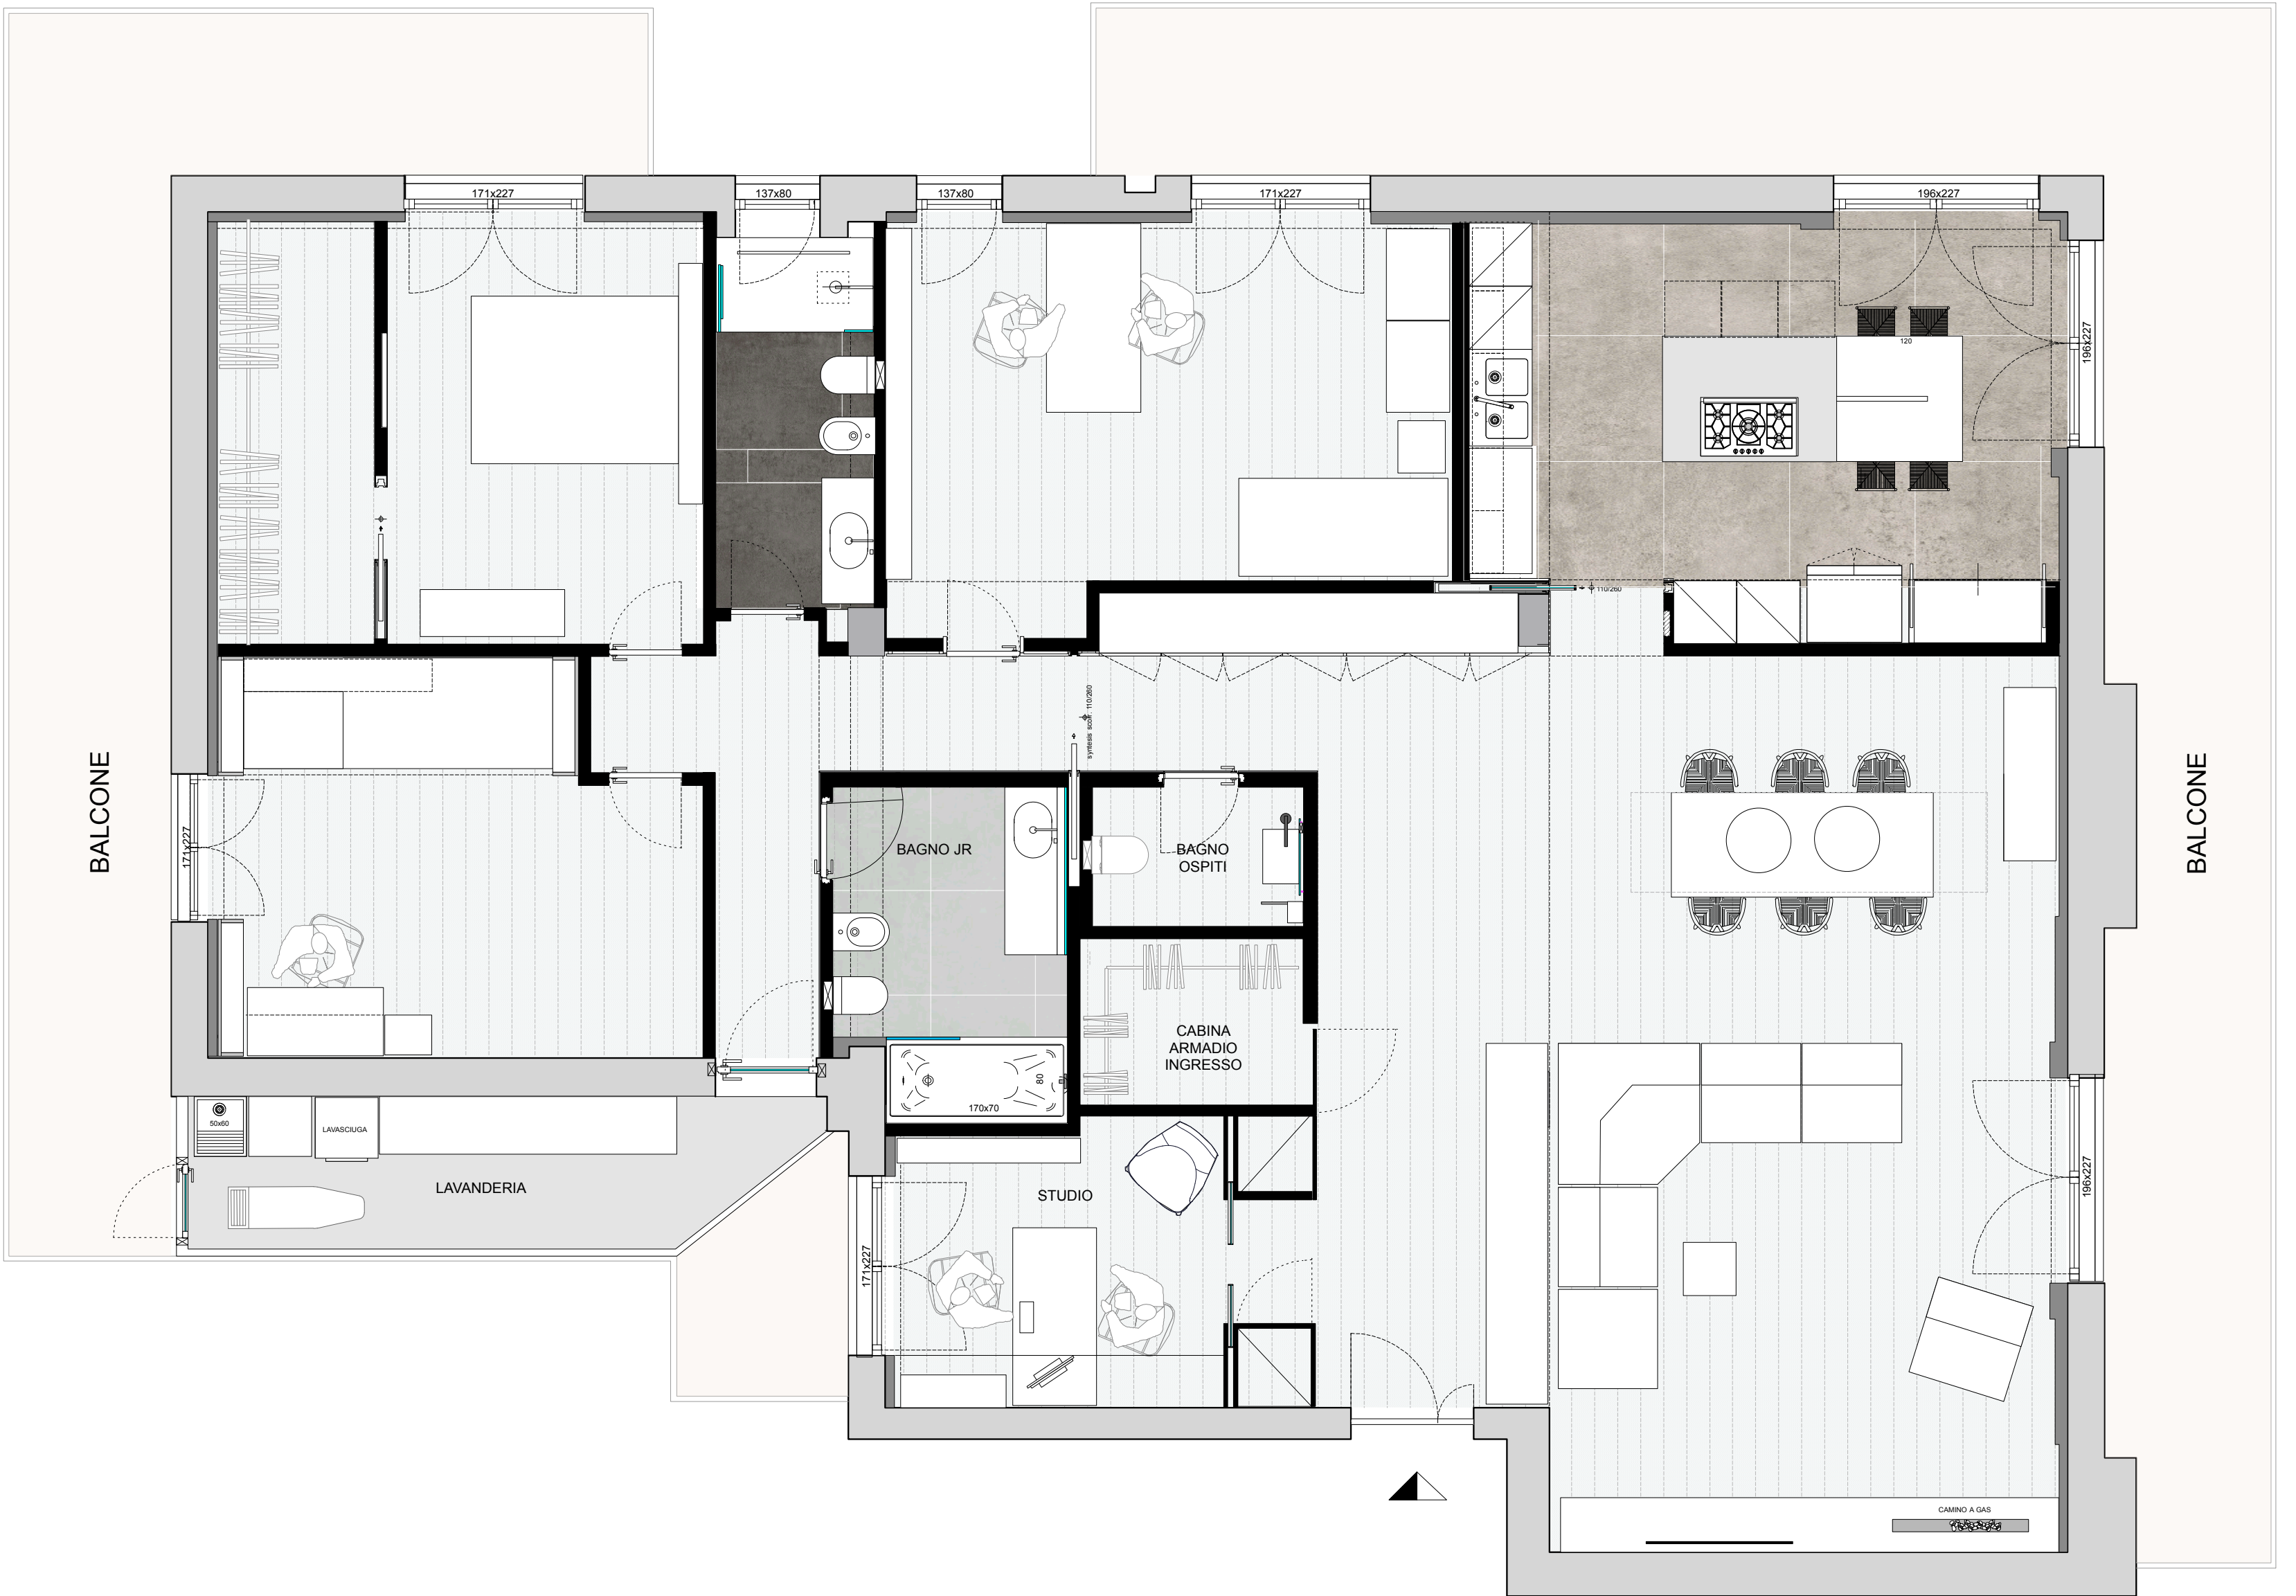 171x227
137x80
137x80
171x227
196x227
196x227
120
110/260
syntesis scorr. 110/260
BALCONE
171x227
BAGNO JR
BAGNO
OSPITI
BALCONE
CABINA
ARMADIO
INGRESSO
80
170x70
50x60
LAVASCIUGA
LAVANDERIA
STUDIO
171x227
196x227
CAMINO A GAS